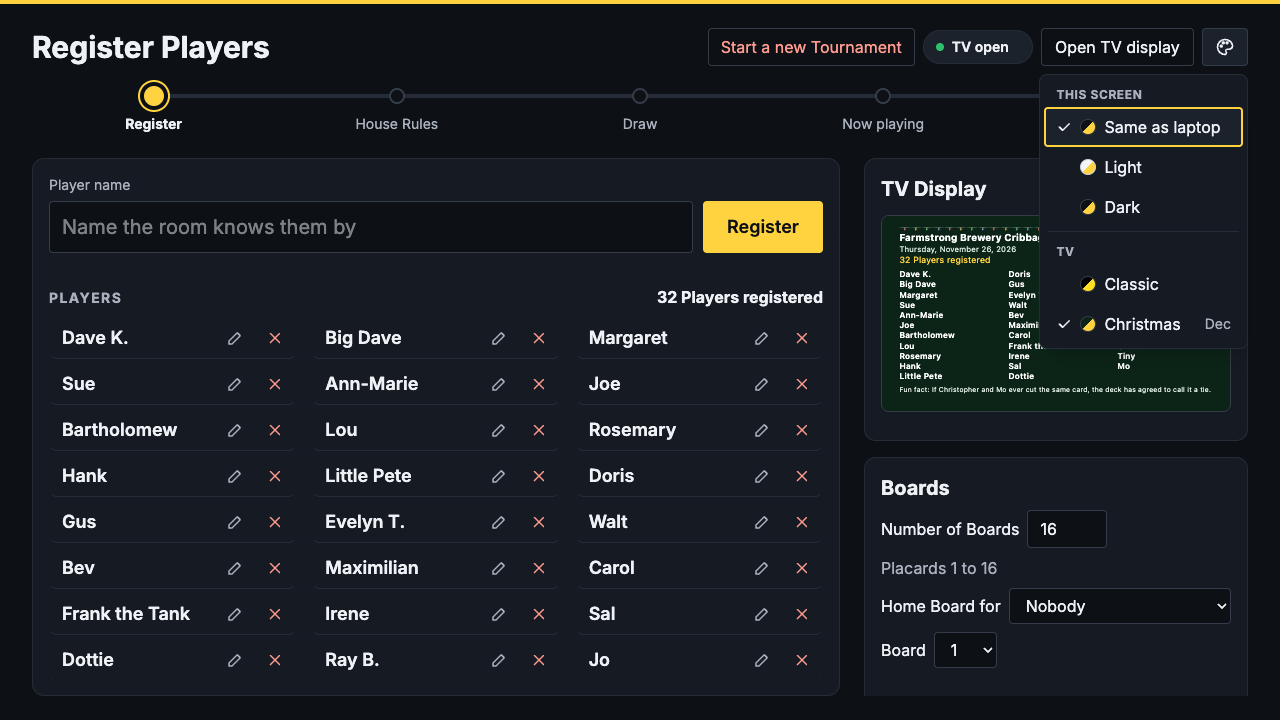 Register Players
Start a new Tournament
TV open
Open TV display
Register
House Rules
Draw
Now playing
THIS SCREEN
Same as laptop
Light
Dark
TV
Classic
Christmas Dec
Player name
Name the room knows them by
Register
PLAYERS
32 Players registered
Dave K. Big Dave Margaret
Sue Ann-Marie Joe
Bartholomew Lou Rosemary
Hank Little Pete Doris
Gus Evelyn T. Walt
Bev Maximilian Carol
Frank the Tank Irene Sal
Dottie Ray B. Jo
TV Display
Farmstrong Brewery Cribbag
Thursday, November 26, 2026
32 Players registered
Dave K. Doris
Big Dave Gus
Margaret Evelyn
Sue Walt
Ann-Marie Bev
Joe Maximi
Bartholomew Carol
Lou Frank th
Rosemary Irene Tiny
Hank Sal Mo
Little Pete Dottie
Fun fact: If Christopher and Mo ever cut the same card, the deck has agreed to call it a tie.
Boards
Number of Boards 16
Placards 1 to 16
Home Board for Nobody
Board 1